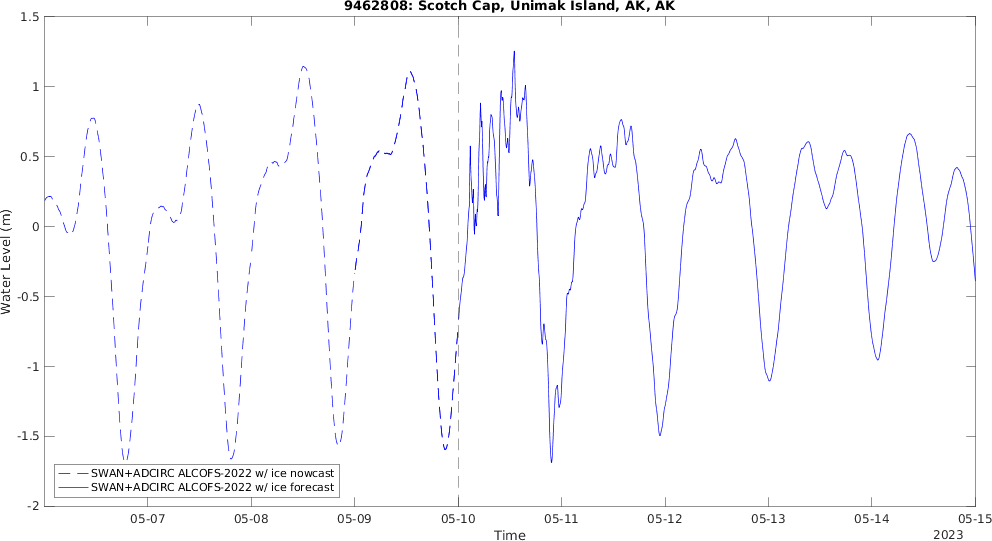 9462808: Scotch Cap, Unimak Island, AK, AK
1.5
1
0.5
0
-0.5
-1
-1.5
-2
Water Level (m)
SWAN+ADCIRC ALCOFS-2022 w/ ice nowcast
SWAN+ADCIRC ALCOFS-2022 w/ ice forecast
05-07 05-08 05-09 05-10 05-11 05-12 05-13 05-14 05-15
Time
2023